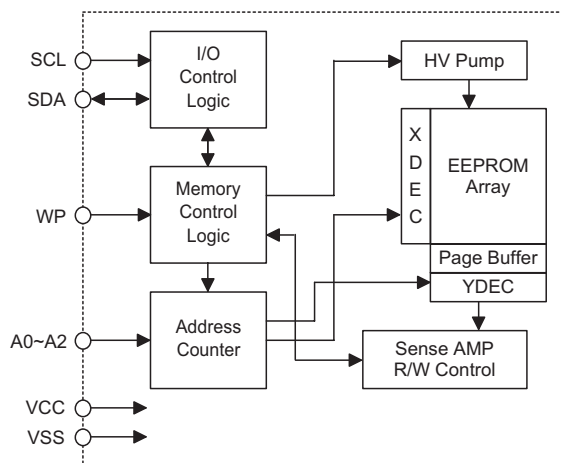 SCL
SDA
WP
A0~A2
VCC
VSS
I/O
Control
Logic
Memory
Control
Logic
Address
Counter
HV Pump
X
D
E
C
EEPROM
Array
Page Buffer
YDEC
Sense AMP
R/W Control